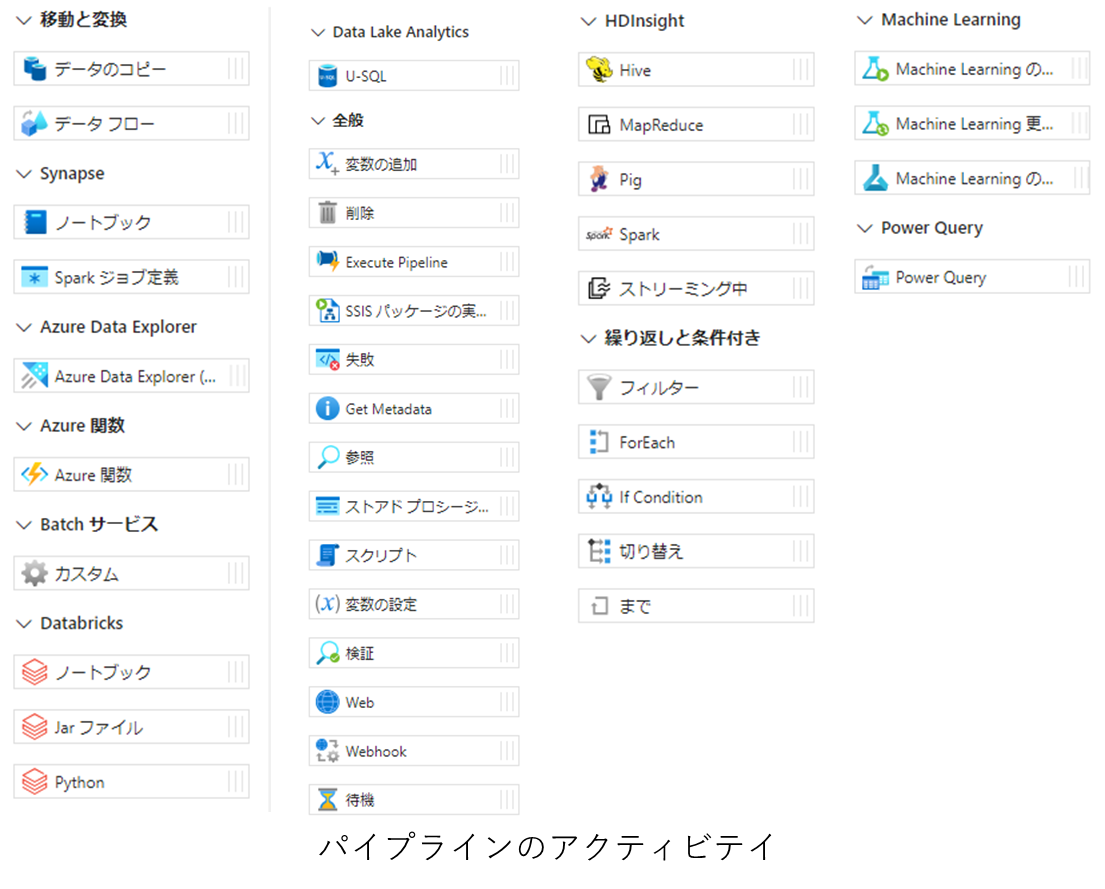 移動と変換
データのコピー
データ フロー
Synapse
ノートブック
Spark ジョブ定義
Azure Data Explorer
Azure Data Explorer (...
Azure 関数
Azure 関数
Batch サービス
カスタム
Databricks
ノートブック
Jar ファイル
Python
Data Lake Analytics
U-SQL
U-SQL
全般
変数の追加
削除
Execute Pipeline
SSIS パッケージの実...
失敗
Get Metadata
参照
ストアド プロシージ...
スクリプト
変数の設定
検証
Web
Webhook
待機
HDInsight
Hive
MapReduce
Pig
Spark
Spark
ストリーミング中
繰り返しと条件付き
フィルター
ForEach
If Condition
切り替え
まで
Machine Learning
Machine Learning の...
Machine Learning 更...
Machine Learning の...
Power Query
Power Query
パイプラインのアクティビテイ